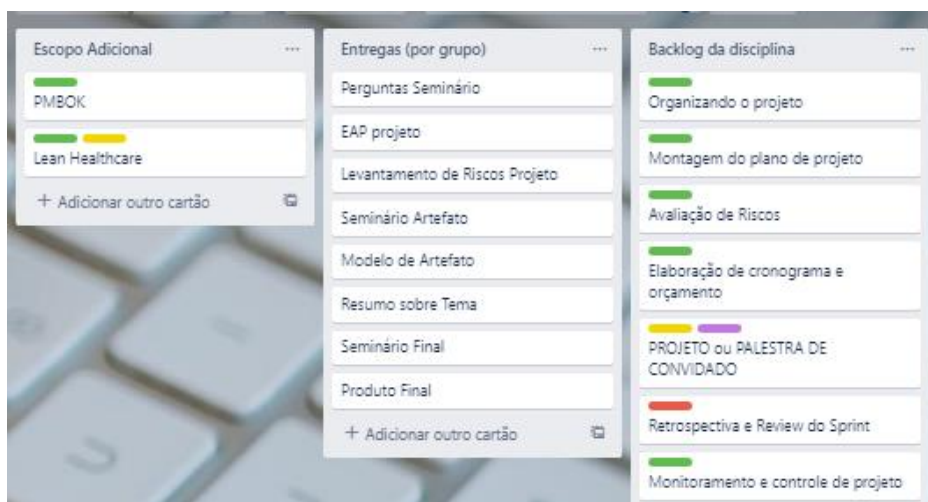 Escopo Adicional
PMBOK
Lean Healthcare
+ Adicionar outro cartão
Entregas (por grupo)
Perguntas Seminário
EAP projeto
Levantamento de Riscos Projeto
Seminário Artefato
Modelo de Artefato
Resumo sobre Tema
Seminário Final
Produto Final
+ Adicionar outro cartão
Backlog da disciplina
Organizando o projeto
Montagem do plano de projeto
Avaliação de Riscos
Elaboração de cronograma e
orçamento
PROJETO ou PALESTRA DE
CONVIDADO
Retrospectiva e Review do Sprint
Monitoramento e controle de projeto